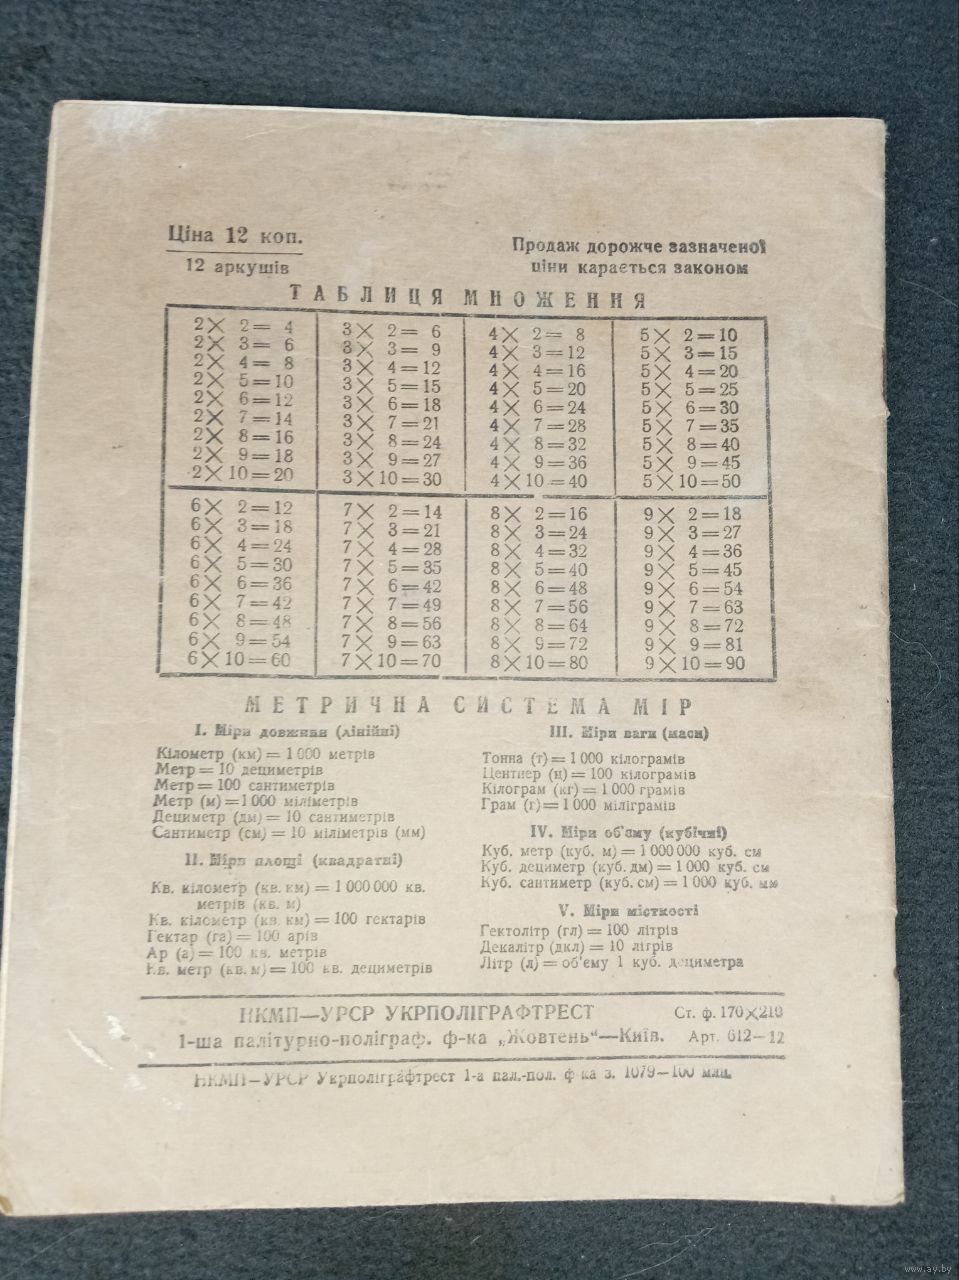 Ціна 12 коп.
12 аркушів
Продаж дорожче зазначеної
ціни карається законом
ТАБЛИЦЯ МНОЖЕННЯ
2 × 2 = 4
2 × 3 = 6
2 × 4 = 8
2 × 5 = 10
2 × 6 = 12
2 × 7 = 14
2 × 8 = 16
2 × 9 = 18
2 × 10 = 20
3 × 2 = 6
3 × 3 = 9
3 × 4 = 12
3 × 5 = 15
3 × 6 = 18
3 × 7 = 21
3 × 8 = 24
3 × 9 = 27
3 × 10 = 30
4 × 2 = 8
4 × 3 = 12
4 × 4 = 16
4 × 5 = 20
4 × 6 = 24
4 × 7 = 28
4 × 8 = 32
4 × 9 = 36
4 × 10 = 40
5 × 2 = 10
5 × 3 = 15
5 × 4 = 20
5 × 5 = 25
5 × 6 = 30
5 × 7 = 35
5 × 8 = 40
5 × 9 = 45
5 × 10 = 50
6 × 2 = 12
6 × 3 = 18
6 × 4 = 24
6 × 5 = 30
6 × 6 = 36
6 × 7 = 42
6 × 8 = 48
6 × 9 = 54
6 × 10 = 60
7 × 2 = 14
7 × 3 = 21
7 × 4 = 28
7 × 5 = 35
7 × 6 = 42
7 × 7 = 49
7 × 8 = 56
7 × 9 = 63
7 × 10 = 70
8 × 2 = 16
8 × 3 = 24
8 × 4 = 32
8 × 5 = 40
8 × 6 = 48
8 × 7 = 56
8 × 8 = 64
8 × 9 = 72
8 × 10 = 80
9 × 2 = 18
9 × 3 = 27
9 × 4 = 36
9 × 5 = 45
9 × 6 = 54
9 × 7 = 63
9 × 8 = 72
9 × 9 = 81
9 × 10 = 90
МЕТРИЧНА СИСТЕМА МІР
I. Міри довжини (лінійні)
Кілометр (км) = 1 000 метрів
Метр = 10 дециметрів
Метр = 100 сантиметрів
Метр (м) = 1 000 міліметрів
Дециметр (дм) = 10 сантиметрів
Сантиметр (см) = 10 міліметрів (мм)
II. Міри площі (квадратні)
Кв. кілометр (кв. км) = 1 000 000 кв.
метрів (кв. м)
Кв. кілометр (кв. км) = 100 гектарів
Гектар (га) = 100 арів
Ар (а) = 100 кв. метрів
Кв. метр (кв. м) = 100 кв. дециметрів
III. Міри ваги (маси)
Тонна (т) = 1 000 кілограмів
Центнер (ц) = 100 кілограмів
Кілограм (кг) = 1 000 грамів
Грам (г) = 1 000 міліграмів
IV. Міри об'єму (кубічні)
Куб. метр (куб. м) = 1 000 000 куб. см
Куб. дециметр (куб. дм) = 1 000 куб. см
Куб. сантиметр (куб. см) = 1 000 куб. мм
V. Міри місткості
Гектолітр (гл) = 100 літрів
Декалітр (дкл) = 10 літрів
Літр (л) = об'єму 1 куб. дециметра
НКМП—УРСР УКРПОЛІГРАФТРЕСТ
Ст. ф. 170×210
1-ша палітурно-поліграф. ф-ка „Жовтень“—Київ.
Арт. 612—12
НКМП—УРСР Укрполіграфтрест 1-а пал.-пол. ф-ка з. 1079—100 млн.
www.ay.by